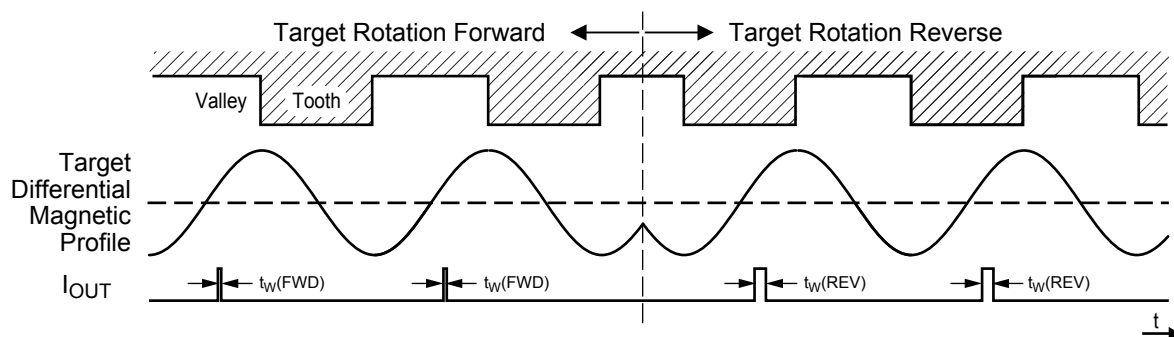 Target Rotation Forward
Target Rotation Reverse
Valley
Tooth
Target
Differential
Magnetic
Profile
IOUT
tW(FWD)
tW(FWD)
tW(REV)
tW(REV)
t